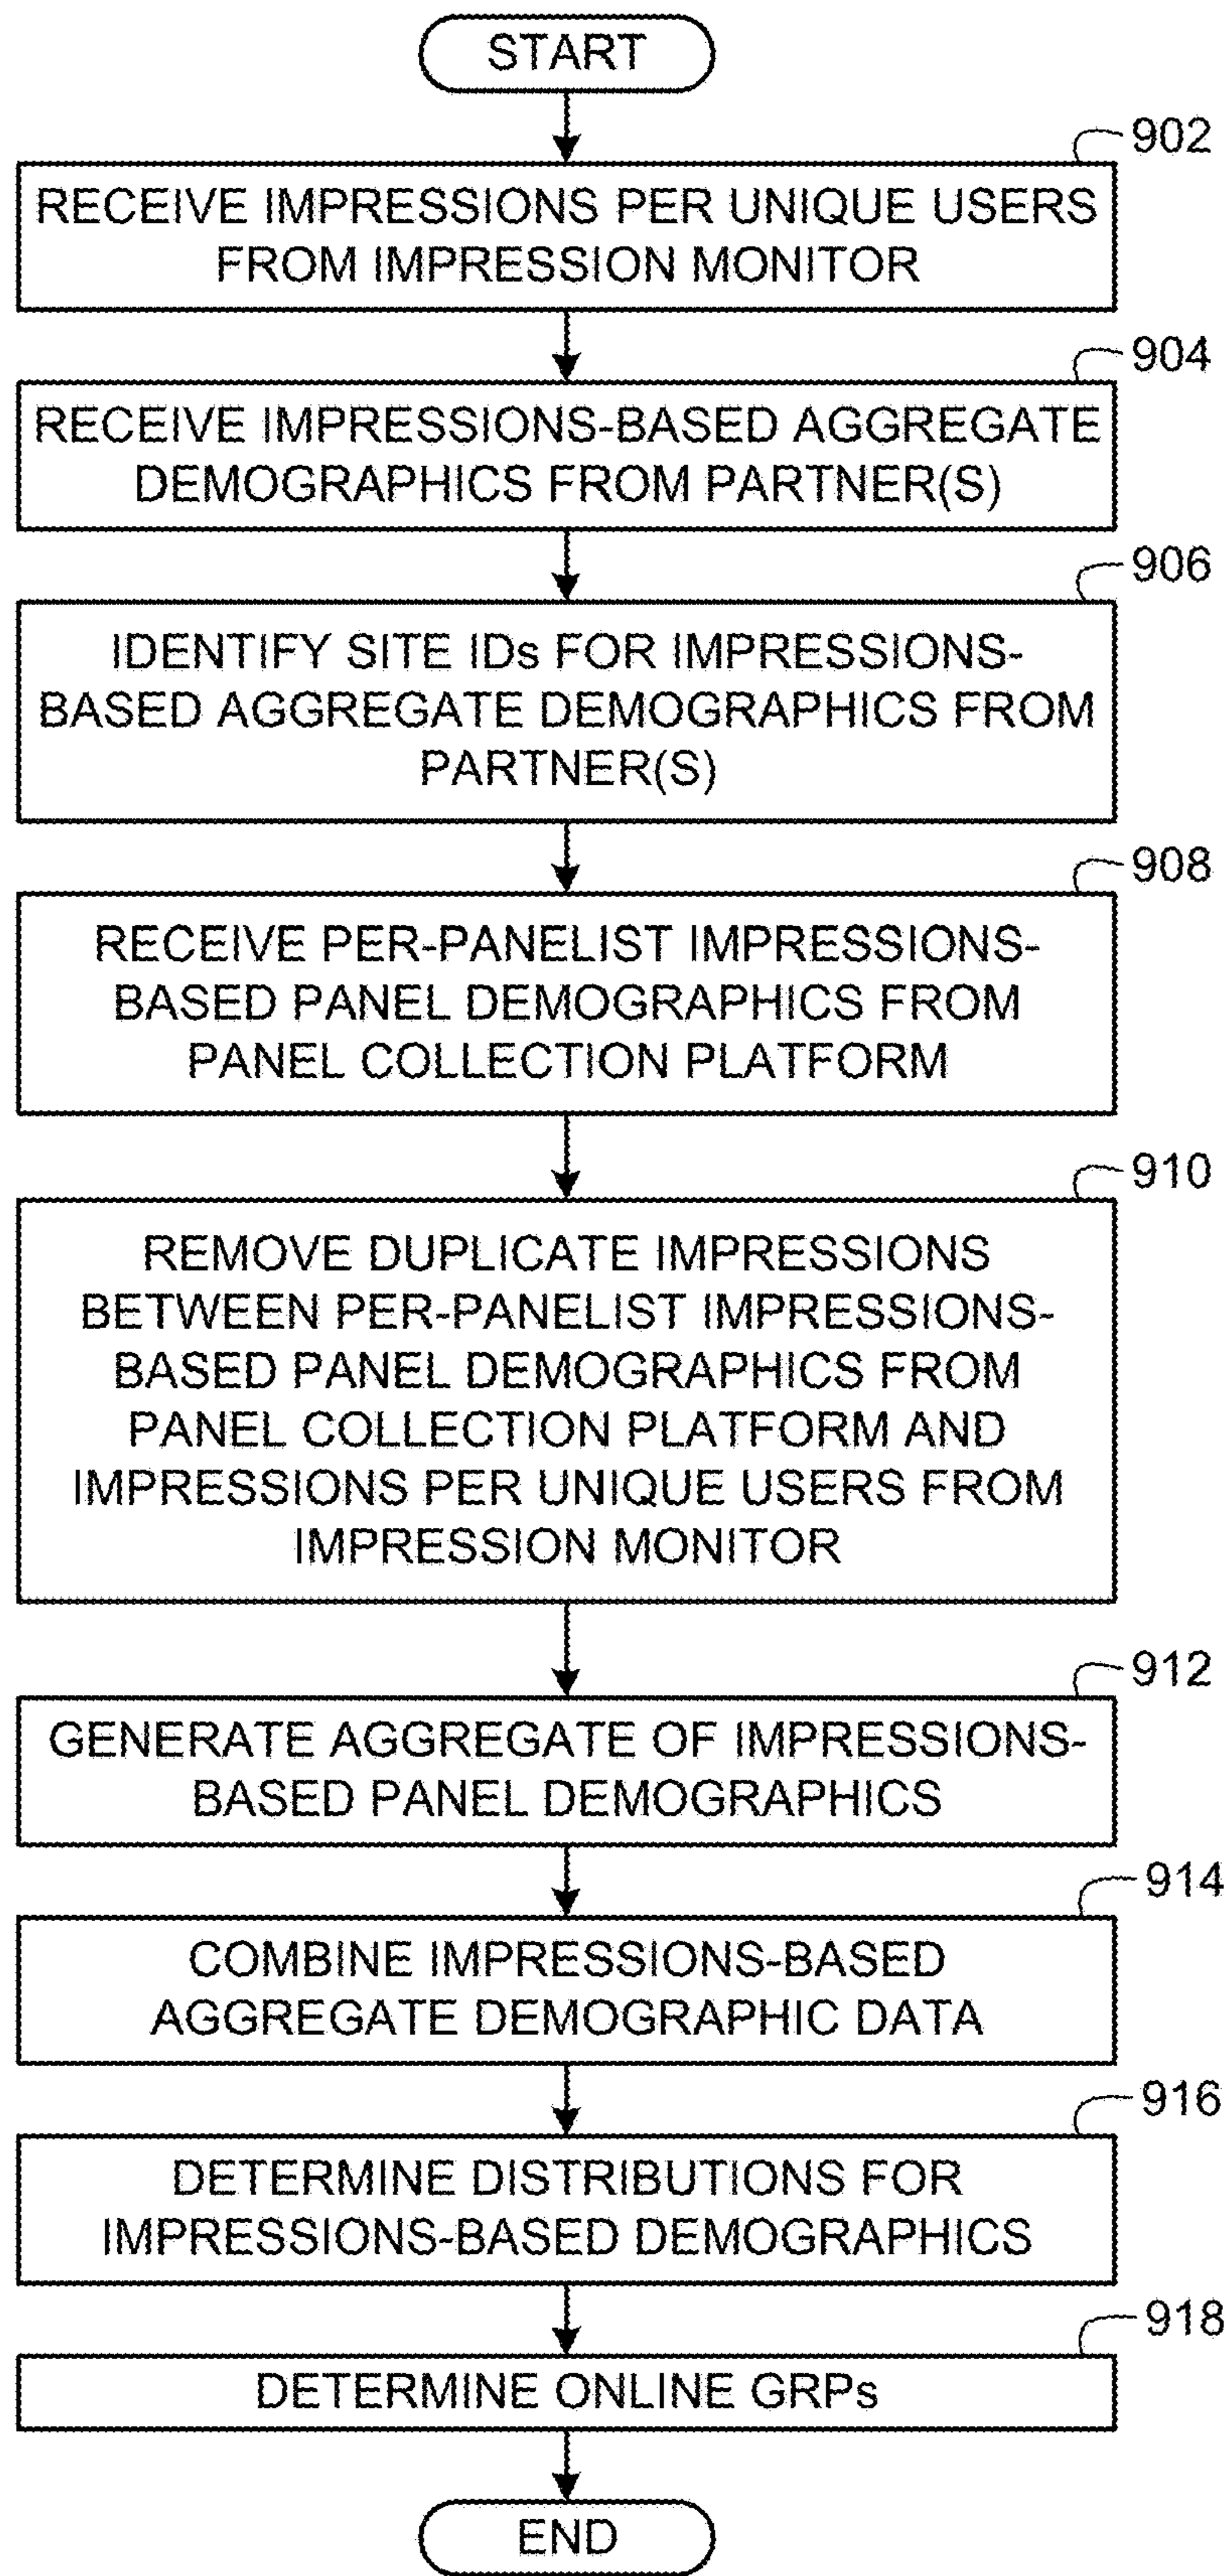 START
902
RECEIVE IMPRESSIONS PER UNIQUE USERS
FROM IMPRESSION MONITOR
904
RECEIVE IMPRESSIONS-BASED AGGREGATE
DEMOGRAPHICS FROM PARTNER(S)
906
IDENTIFY SITE IDs FOR IMPRESSIONS-
BASED AGGREGATE DEMOGRAPHICS FROM
PARTNER(S)
908
RECEIVE PER-PANELIST IMPRESSIONS-
BASED PANEL DEMOGRAPHICS FROM
PANEL COLLECTION PLATFORM
910
REMOVE DUPLICATE IMPRESSIONS
BETWEEN PER-PANELIST IMPRESSIONS-
BASED PANEL DEMOGRAPHICS FROM
PANEL COLLECTION PLATFORM AND
IMPRESSIONS PER UNIQUE USERS FROM
IMPRESSION MONITOR
912
GENERATE AGGREGATE OF IMPRESSIONS-
BASED PANEL DEMOGRAPHICS
914
COMBINE IMPRESSIONS-BASED
AGGREGATE DEMOGRAPHIC DATA
916
DETERMINE DISTRIBUTIONS FOR
IMPRESSIONS-BASED DEMOGRAPHICS
918
DETERMINE ONLINE GRPs
END